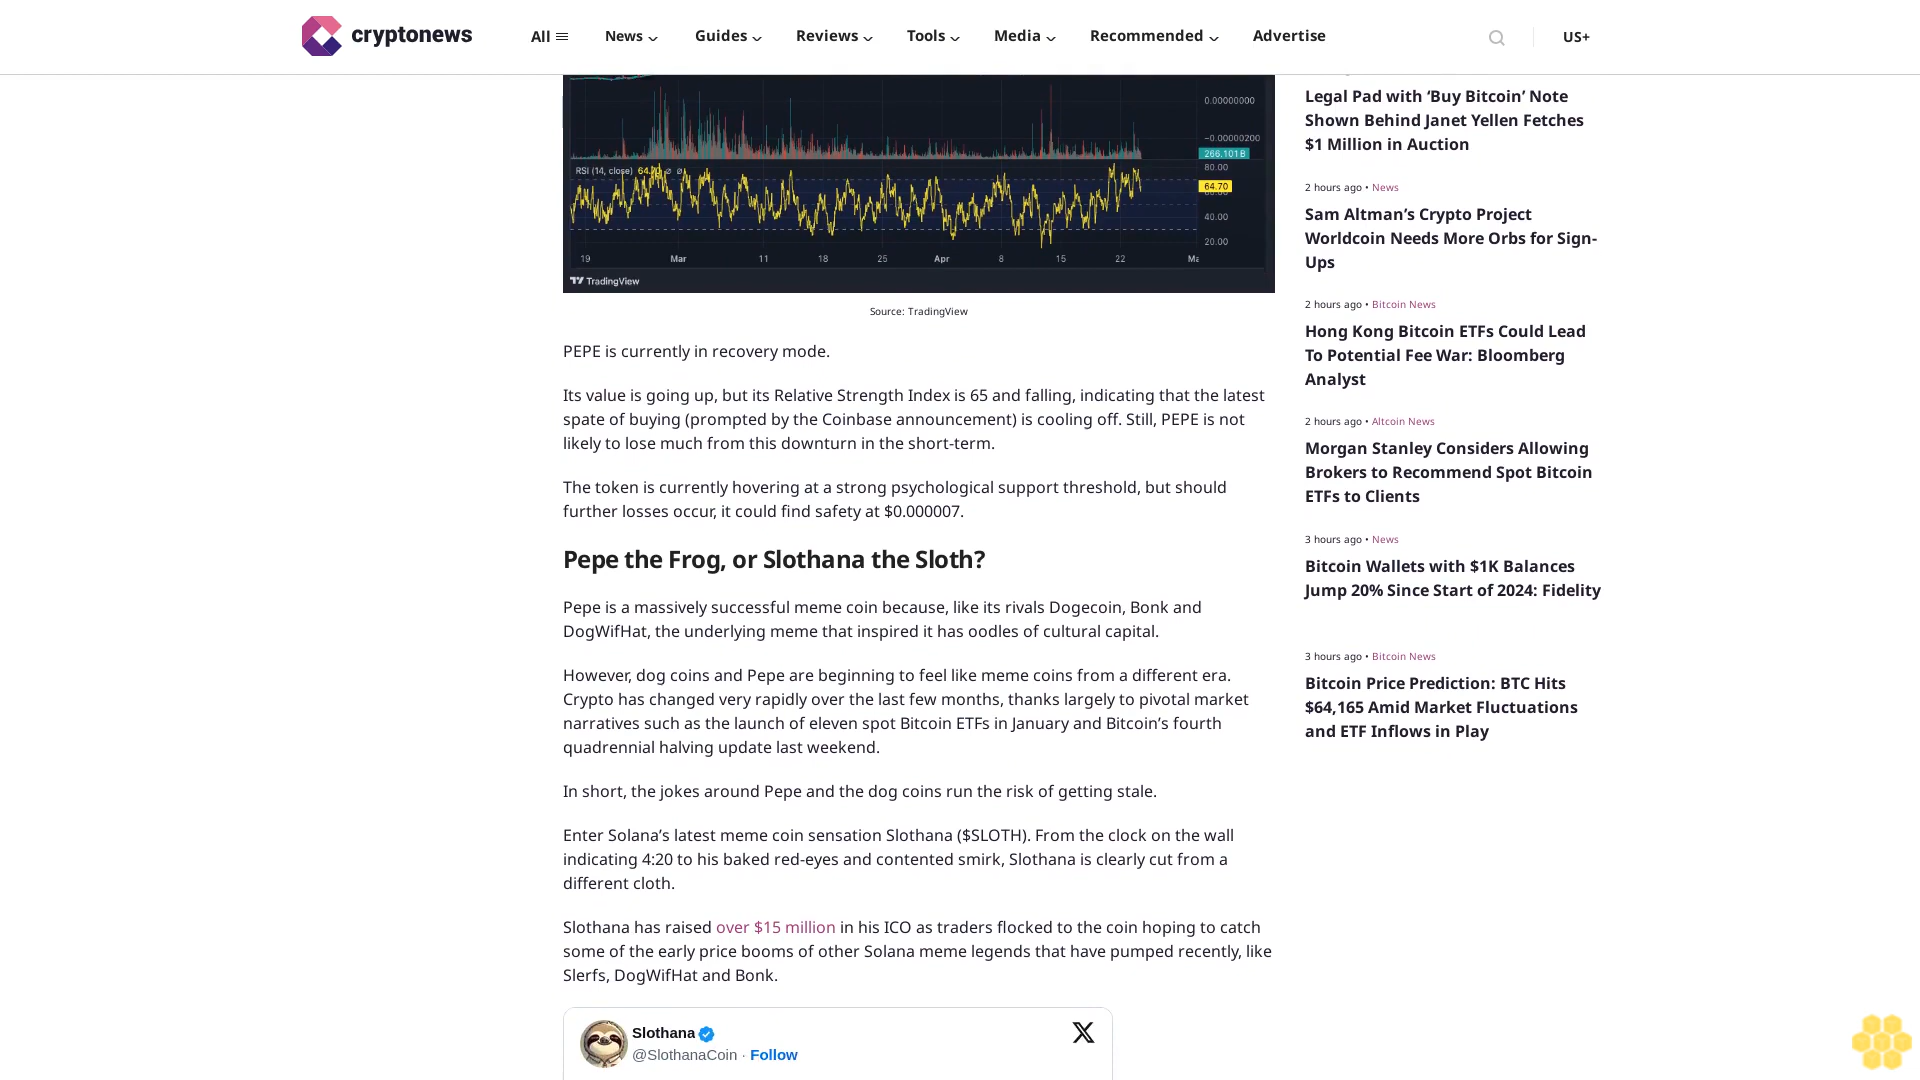 cryptonews
All
News
Guides
Reviews
Tools
Media
Recommended
Advertise
US+
0.00000000
−0.00000200
266.101B
RSI (14, close) 64.70
80.00
64.70
40.00
20.00
19 Mar 11 18 25 Apr 8 15 22
TradingView
Source: TradingView
PEPE is currently in recovery mode.
Its value is going up, but its Relative Strength Index is 65 and falling, indicating that the latest
spate of buying (prompted by the Coinbase announcement) is cooling off. Still, PEPE is not
likely to lose much from this downturn in the short-term.
The token is currently hovering at a strong psychological support threshold, but should
further losses occur, it could find safety at $0.000007.
Pepe the Frog, or Slothana the Sloth?
Pepe is a massively successful meme coin because, like its rivals Dogecoin, Bonk and
DogWifHat, the underlying meme that inspired it has oodles of cultural capital.
However, dog coins and Pepe are beginning to feel like meme coins from a different era.
Crypto has changed very rapidly over the last few months, thanks largely to pivotal market
narratives such as the launch of eleven spot Bitcoin ETFs in January and Bitcoin’s fourth
quadrennial halving update last weekend.
In short, the jokes around Pepe and the dog coins run the risk of getting stale.
Enter Solana’s latest meme coin sensation Slothana ($SLOTH). From the clock on the wall
indicating 4:20 to his baked red-eyes and contented smirk, Slothana is clearly cut from a
different cloth.
Slothana has raised over $15 million in his ICO as traders flocked to the coin hoping to catch
some of the early price booms of other Solana meme legends that have pumped recently, like
Slerfs, DogWifHat and Bonk.
Slothana
@SlothanaCoin · Follow
Legal Pad with ‘Buy Bitcoin’ Note
Shown Behind Janet Yellen Fetches
$1 Million in Auction
2 hours ago • News
Sam Altman’s Crypto Project
Worldcoin Needs More Orbs for Sign-
Ups
2 hours ago • Bitcoin News
Hong Kong Bitcoin ETFs Could Lead
To Potential Fee War: Bloomberg
Analyst
2 hours ago • Altcoin News
Morgan Stanley Considers Allowing
Brokers to Recommend Spot Bitcoin
ETFs to Clients
3 hours ago • News
Bitcoin Wallets with $1K Balances
Jump 20% Since Start of 2024: Fidelity
3 hours ago • Bitcoin News
Bitcoin Price Prediction: BTC Hits
$64,165 Amid Market Fluctuations
and ETF Inflows in Play